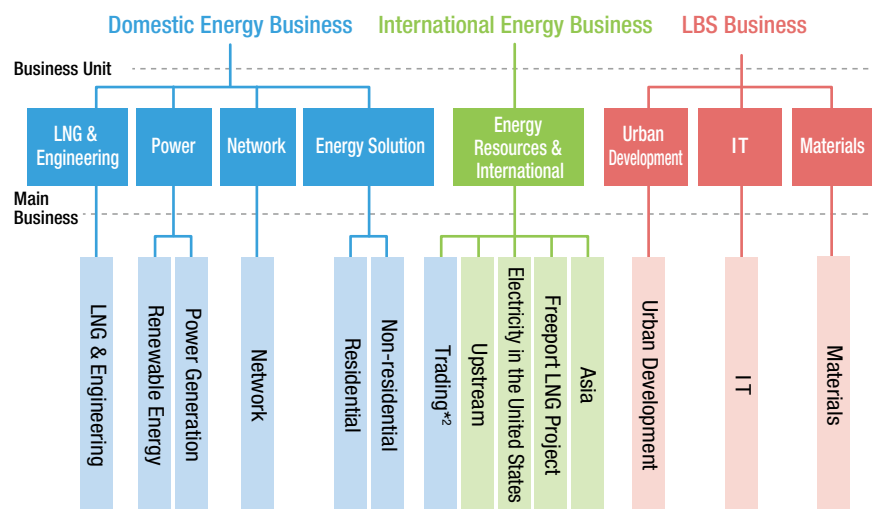 Domestic Energy Business
International Energy Business
LBS Business
Business Unit
LNG &
Engineering
Power
Network
Energy Solution
Energy
Resources &
International
Urban
Development
IT
Materials
Main
Business
LNG & Engineering
Renewable Energy
Power Generation
Network
Residential
Non-residential
Trading*2
Upstream
Electricity in the United States
Freeport LNG Project
Asia
Urban Development
IT
Materials